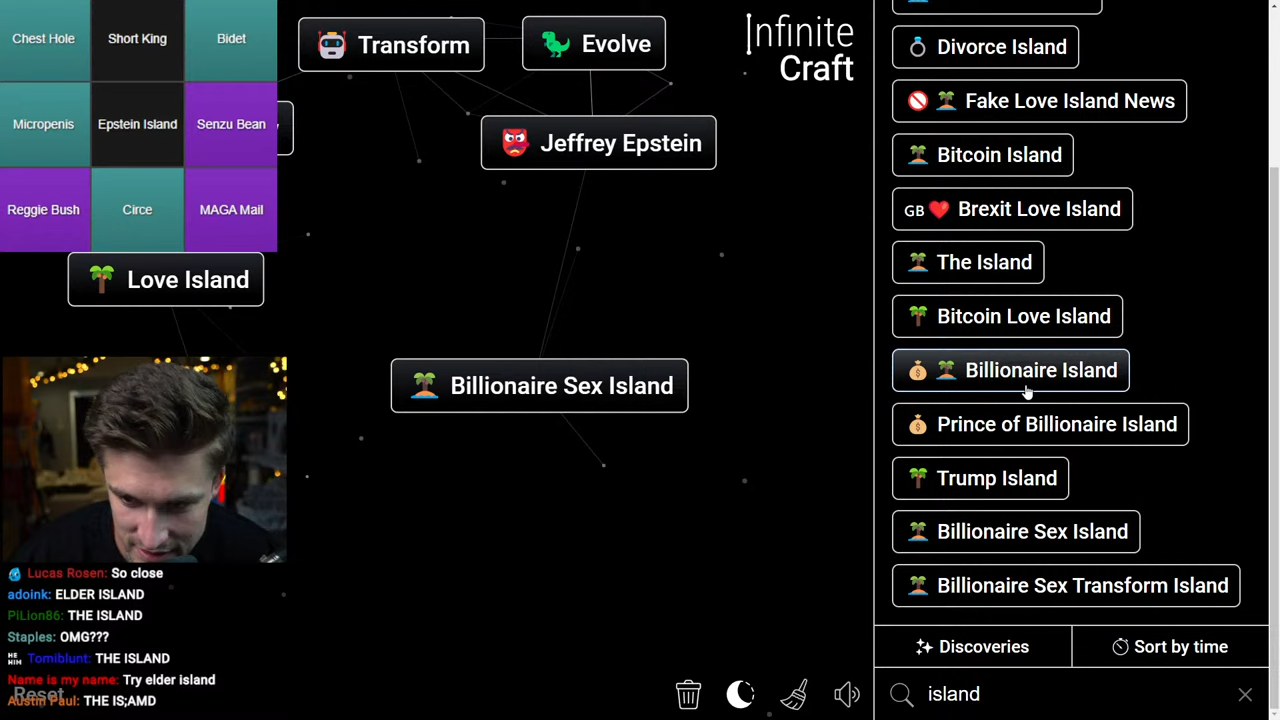 Chest Hole
Short King
Bidet
Micropenis
Epstein Island
Senzu Bean
Reggie Bush
Circe
MAGA Mail
Transform
Evolve
Infinite
Craft
Jeffrey Epstein
Love Island
Billionaire Sex Island
Divorce Island
Fake Love Island News
Bitcoin Island
GB Brexit Love Island
The Island
Bitcoin Love Island
Billionaire Island
Prince of Billionaire Island
Trump Island
Billionaire Sex Island
Billionaire Sex Transform Island
Discoveries
Sort by time
island
Lucas Rosen: So close
adoink: ELDER ISLAND
PiLion86: THE ISLAND
Staples: OMG???
HE HIM Tomiblunt: THE ISLAND
Name is my name: Try elder island
Reset
Austin Paul: THE IS;AMD